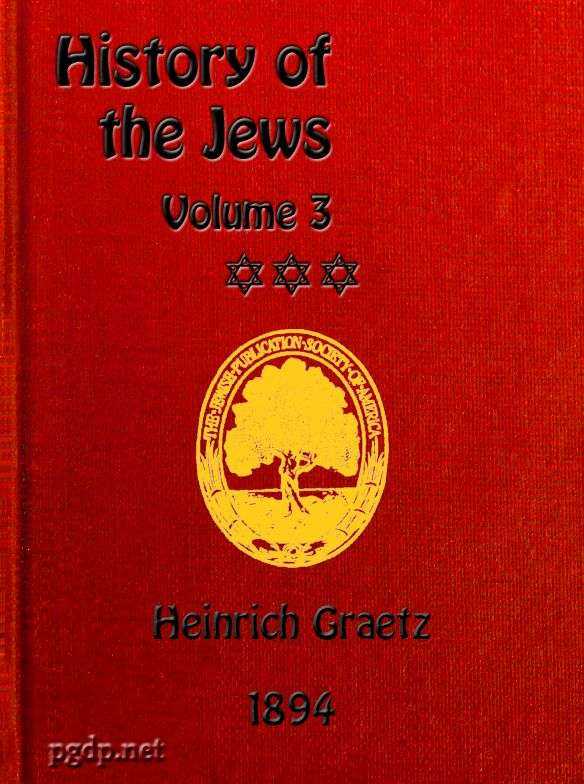 History of
the Jews
Volume 3
THE·JEWISH·PUBLICATION·SOCIETY·OF·AMERICA
Heinrich Graetz
1894
pgdp.net